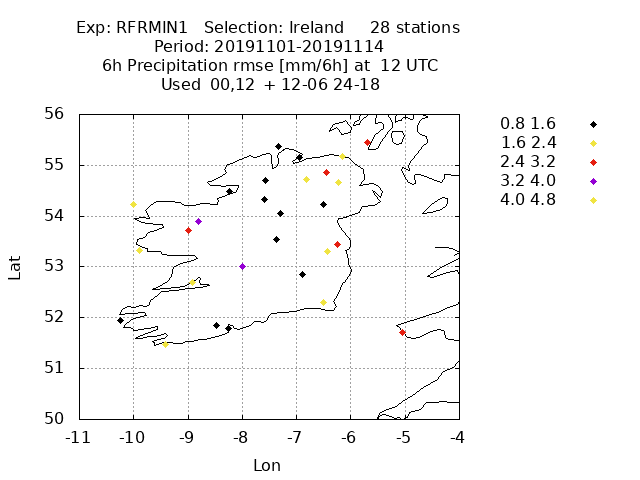 Exp: RFRMIN1 Selection: Ireland 28 stations
Period: 20191101-20191114
6h Precipitation rmse [mm/6h] at 12 UTC
Used 00,12 + 12-06 24-18
0.8 1.6
1.6 2.4
2.4 3.2
3.2 4.0
4.0 4.8
56
55
54
53
52
51
50
Lat
-11 -10 -9 -8 -7 -6 -5 -4
Lon